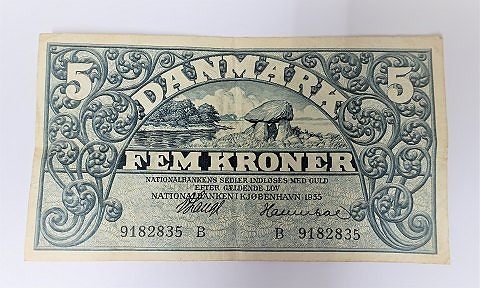 5 DANMARK 5
FEM KRONER
NATIONALBANKENS SEDLER INDLØSES MED GULD
EFTER GÆLDENDE LOV
NATIONALBANKEN I KJØBENHAVN 1935
9182835 B B 9182835